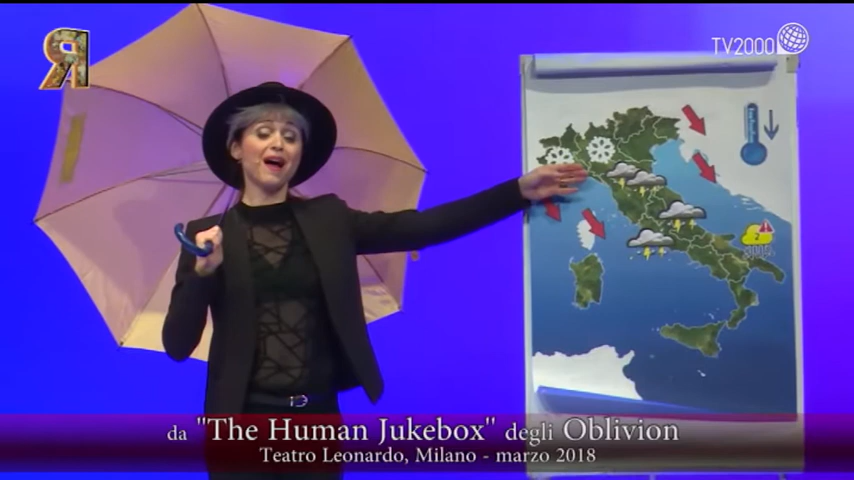 TV2000
da "The Human Jukebox" degli Oblivion
Teatro Leonardo, Milano - marzo 2018